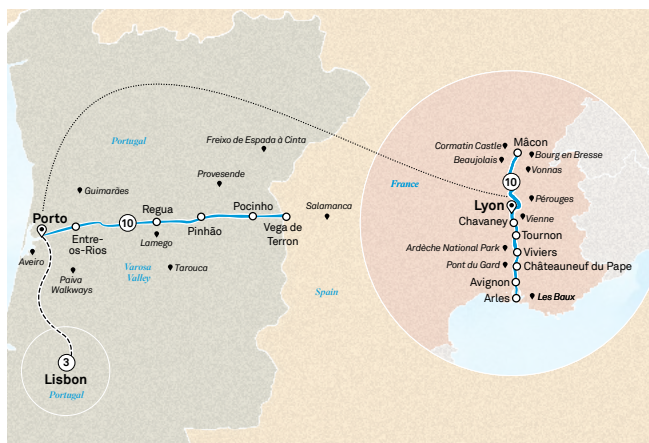 Portugal
Freixo de Espada à Cinta
Provesende
Guimarães
Porto
10
Regua
Pocinho
Salamanca
Entre-
os-Rios
Lamego
Pinhão
Vega de
Terron
Aveiro
Paiva
Walkways
Varosa
Valley
Tarouca
Spain
3
Lisbon
Portugal
France
Cormatin Castle
Mâcon
Beaujolais
Bourg en Bresse
Vonnas
10
Lyon
Pérouges
Chavaney
Vienne
Tournon
Ardèche National Park
Viviers
Pont du Gard
Châteauneuf du Pape
Avignon
Arles
Les Baux